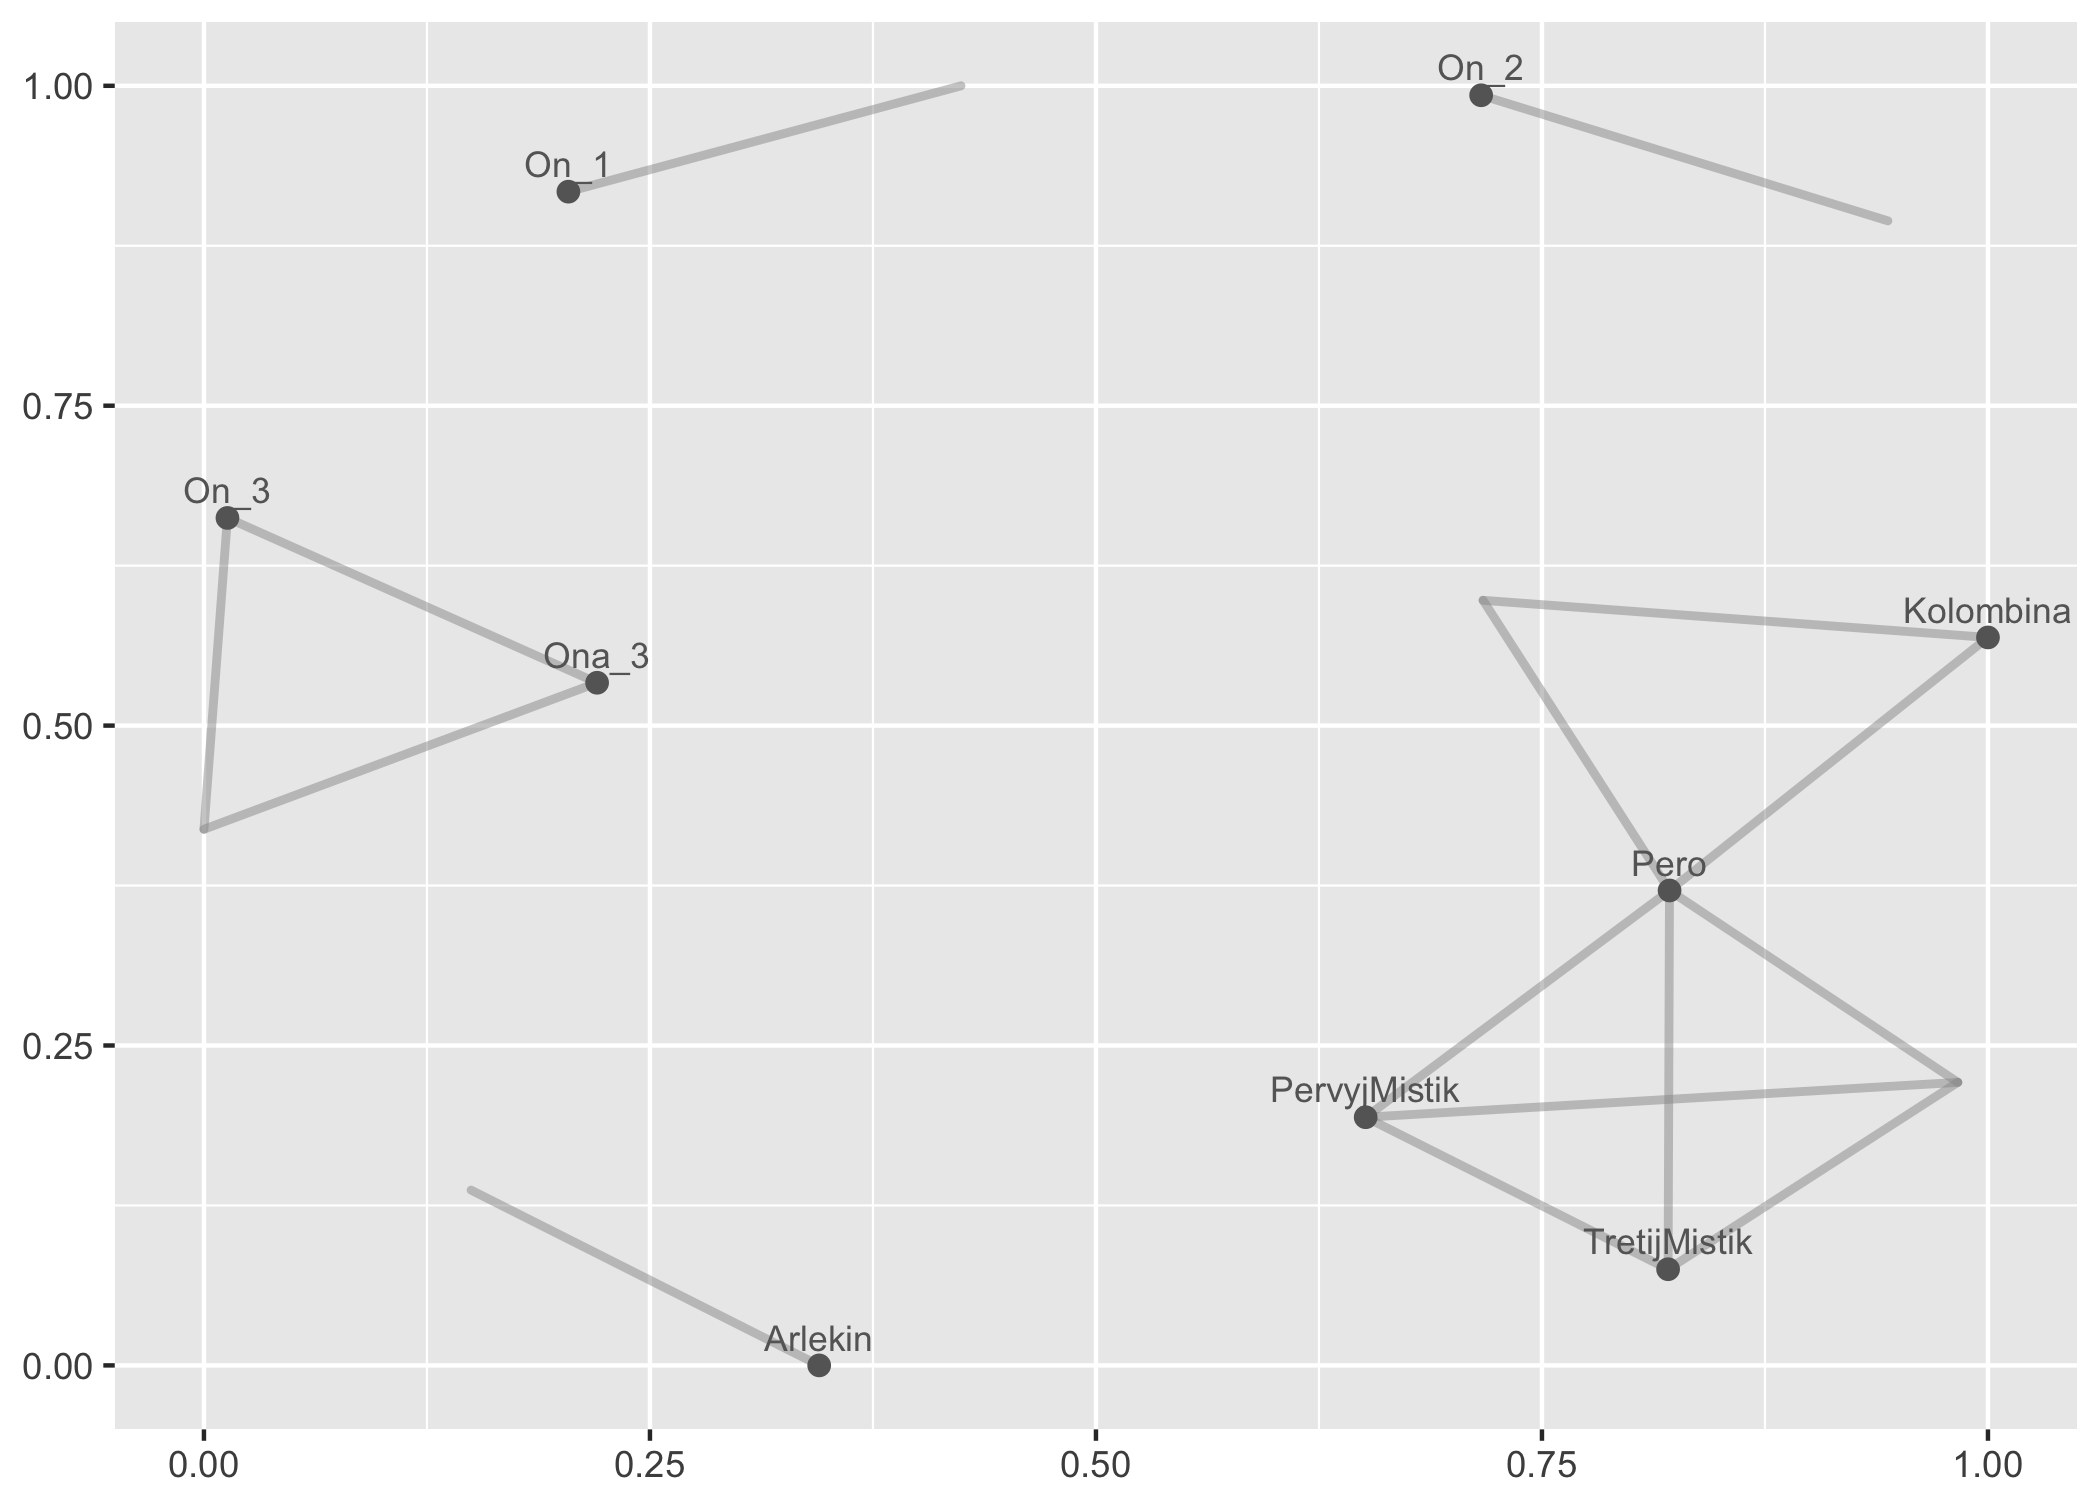 1.00
0.75
0.50
0.25
0.00
On_2
On_1
On_3
Kolombina
Ona_3
Pero
PervyjMistik
TretijMistik
Arlekin
0.00 0.25 0.50 0.75 1.00